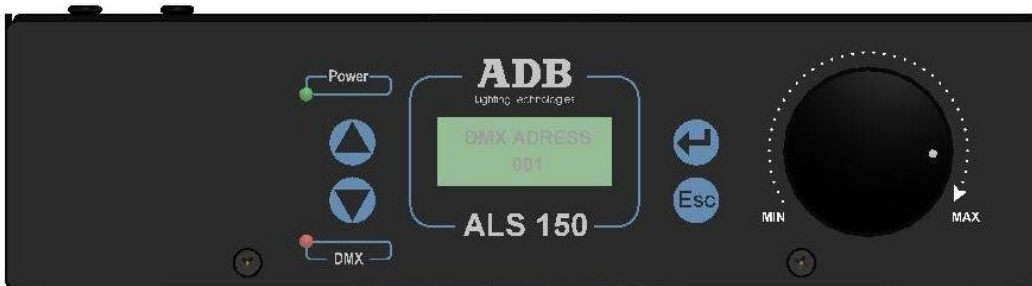 Power
ADB
Lighting Technologies
DMX ADRESS
001
Esc
MIN
MAX
ALS 150
DMX